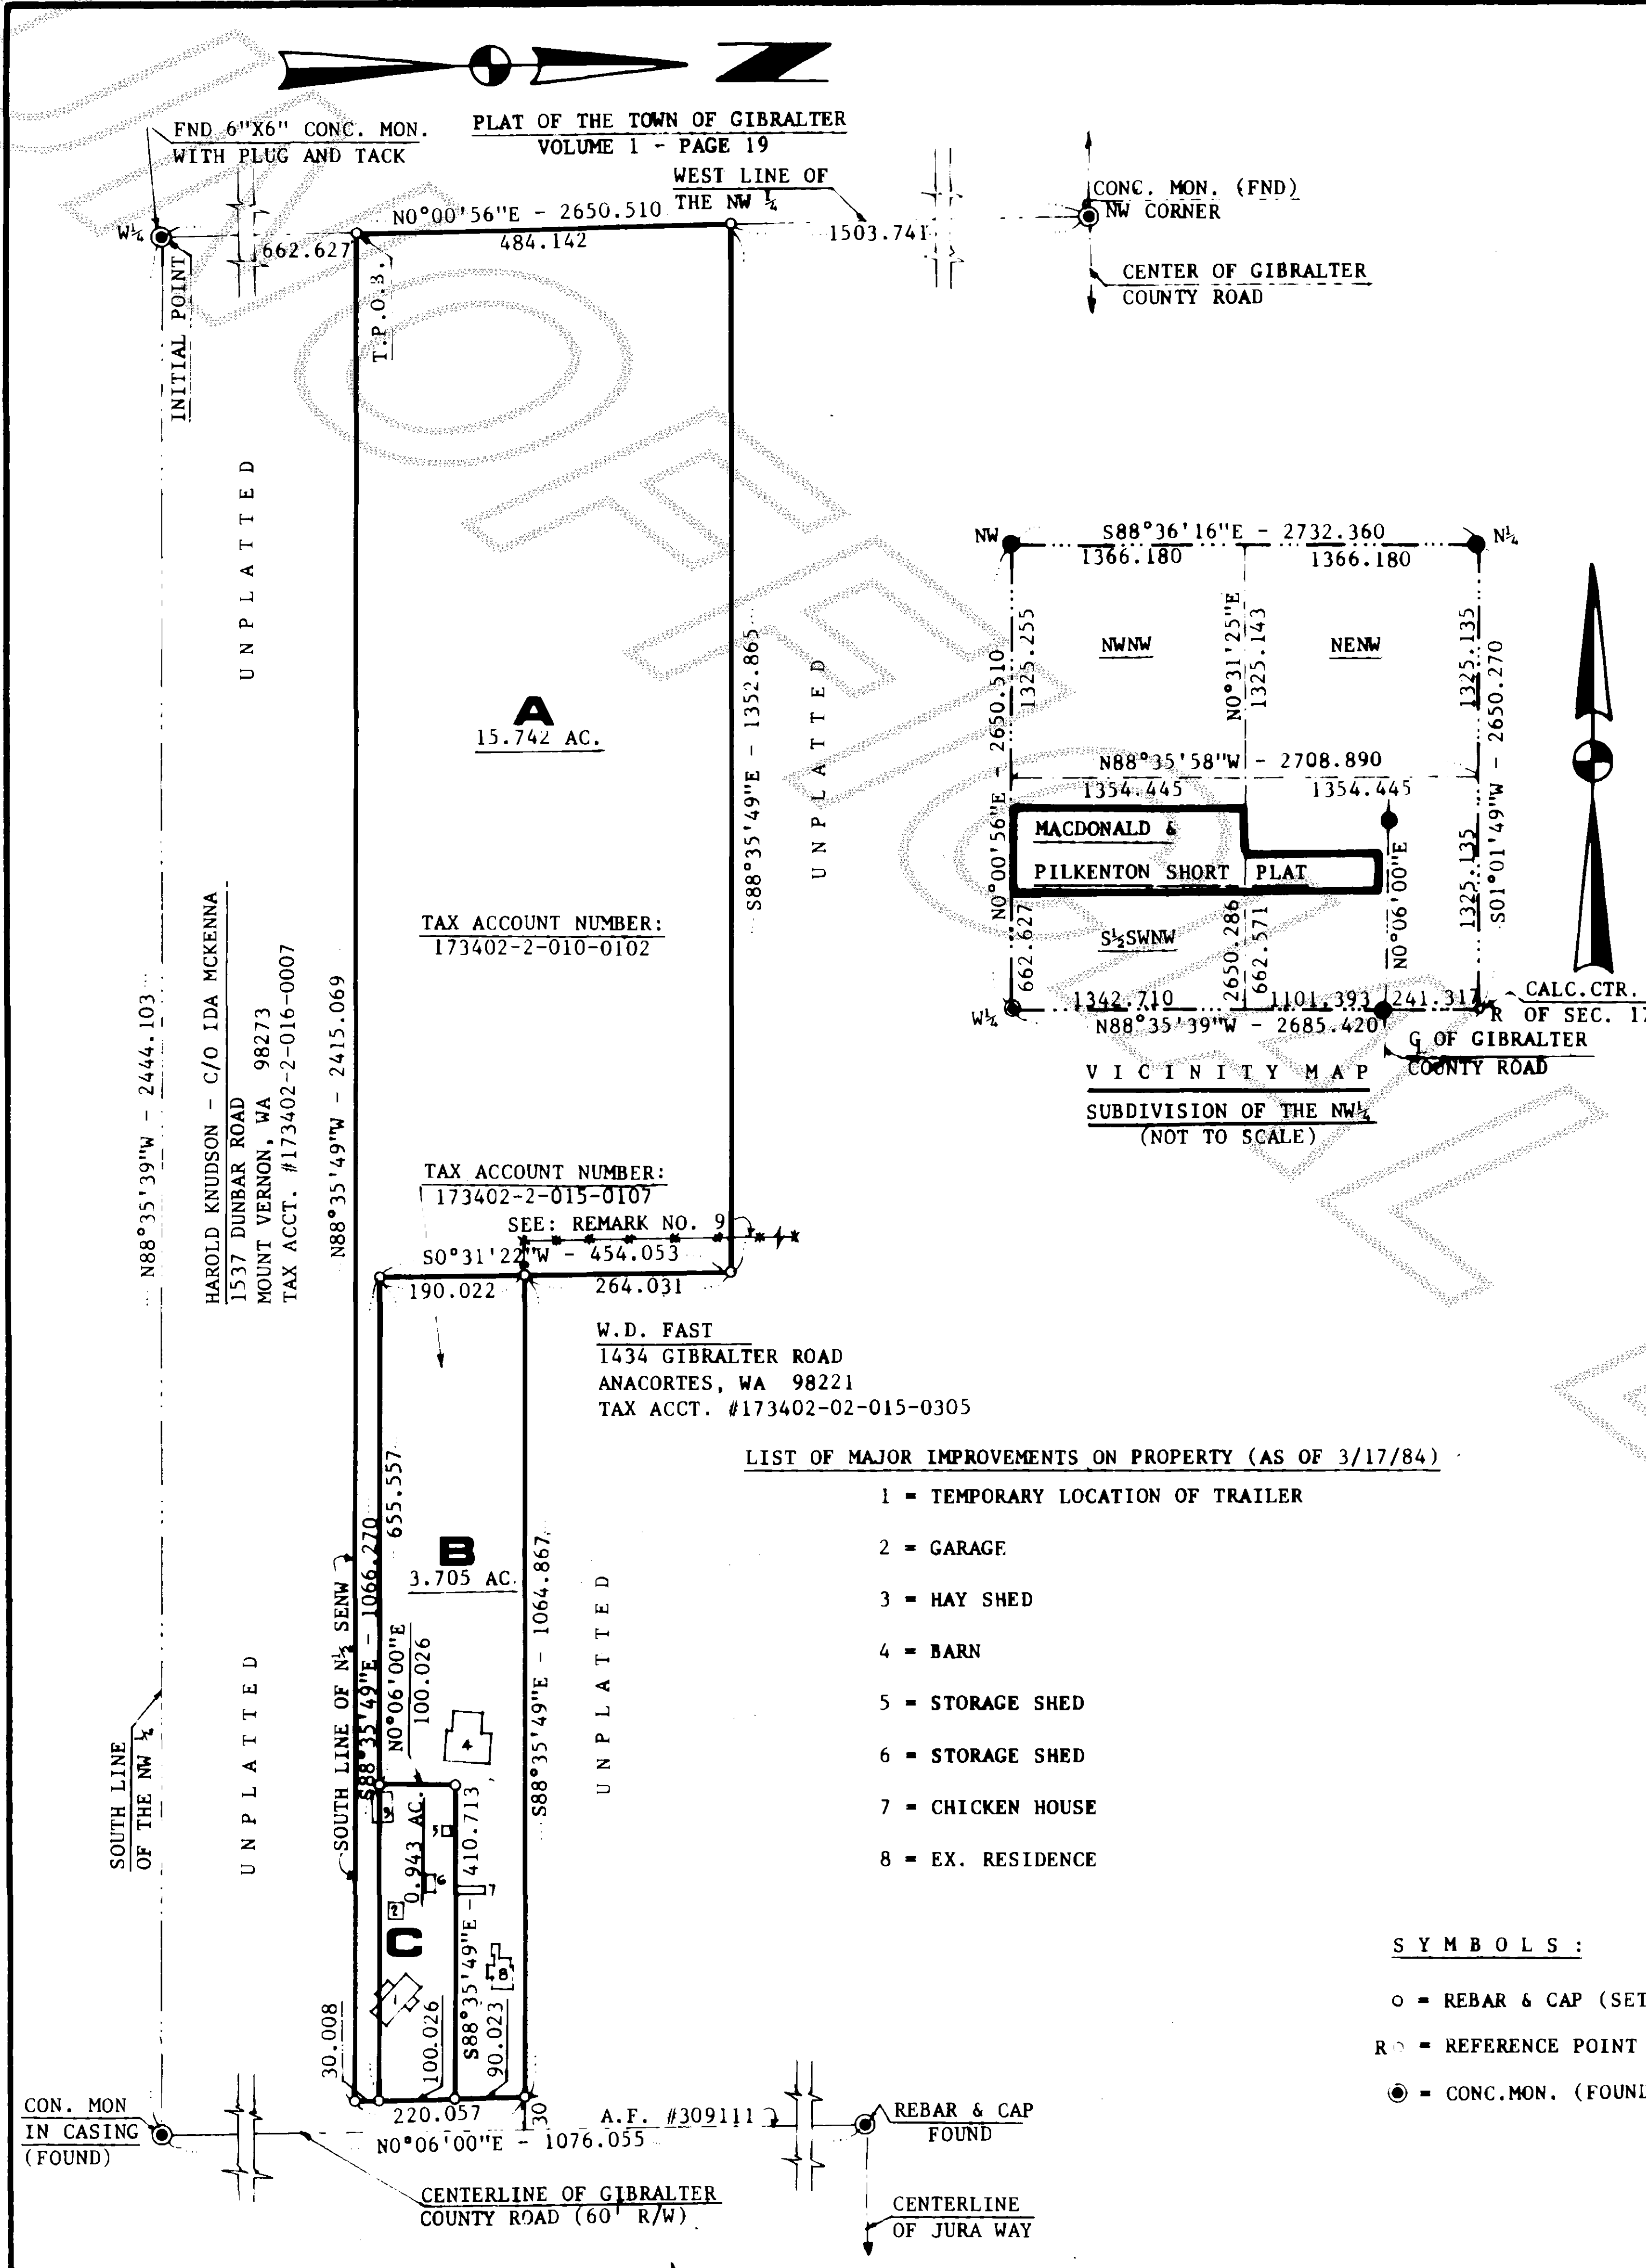 Z
FND 6"X6" CONC. MON.
WITH PLUG AND TACK
PLAT OF THE TOWN OF GIBRALTER
VOLUME 1 - PAGE 19
WEST LINE OF
THE NW ¼
N0°00'56"E - 2650.510
484.142
662.627
1503.741
W¼
INITIAL POINT
T.P.O.B.
CONC. MON. (FND)
NW CORNER
CENTER OF GIBRALTER
COUNTY ROAD
UNPLATTED
A
15.742 AC.
S88°35'49"E - 1352.865
UNPLATTED
TAX ACCOUNT NUMBER:
173402-2-010-0102
N88°35'39"W - 2444.103
HAROLD KNUDSON - C/O IDA MCKENNA
1537 DUNBAR ROAD
MOUNT VERNON, WA 98273
TAX ACCT. #173402-2-016-0007
N88°35'49"W - 2415.069
NW
S88°36'16"E - 2732.360
N¼
1366.180
1366.180
NWNW
NENW
1325.255
N0°00'56"E - 2650.510
N0°31'25"E
1325.143
1325.135
S01°01'49"W - 2650.270
N88°35'58"W - 2708.890
1354.445
1354.445
MACDONALD &
PILKENTON SHORT PLAT
N0°06'00"E
1325.135
662.627
S½SWNW
2650.286
662.571
W¼
1342.710
1101.393
241.317
N88°35'39"W - 2685.420
CALC.CTR.
R OF SEC. 17
℄ OF GIBRALTER
COUNTY ROAD
VICINITY MAP
SUBDIVISION OF THE NW¼
(NOT TO SCALE)
TAX ACCOUNT NUMBER:
173402-2-015-0107
SEE: REMARK NO. 9
S0°31'22"W - 454.053
190.022
264.031
W.D. FAST
1434 GIBRALTER ROAD
ANACORTES, WA 98221
TAX ACCT. #173402-02-015-0305
LIST OF MAJOR IMPROVEMENTS ON PROPERTY (AS OF 3/17/84)
1 = TEMPORARY LOCATION OF TRAILER
2 = GARAGE
3 = HAY SHED
4 = BARN
5 = STORAGE SHED
6 = STORAGE SHED
7 = CHICKEN HOUSE
8 = EX. RESIDENCE
655.557
B
3.705 AC.
S88°35'49"E - 1066.270
SOUTH LINE OF N½ SENW
N0°06'00"E
100.026
S88°35'49"E - 1064.867
UNPLATTED
UNPLATTED
SOUTH LINE
OF THE NW ¼
4
0.943 AC.
6
7
2
C
1
8
S88°35'49"E - 410.713
30.008
100.026
90.023
220.057
30
A.F. #309111
N0°06'00"E - 1076.055
CON. MON
IN CASING
(FOUND)
REBAR & CAP
FOUND
CENTERLINE OF GIBRALTER
COUNTY ROAD (60' R/W)
CENTERLINE
OF JURA WAY
SYMBOLS:
= REBAR & CAP (SET
R = REFERENCE POINT
= CONC.MON. (FOUND